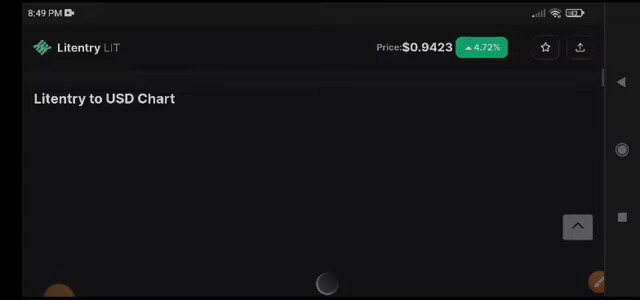 8:49 PM
Litentry LIT Price:$0.9423 4.72%
Litentry to USD Chart